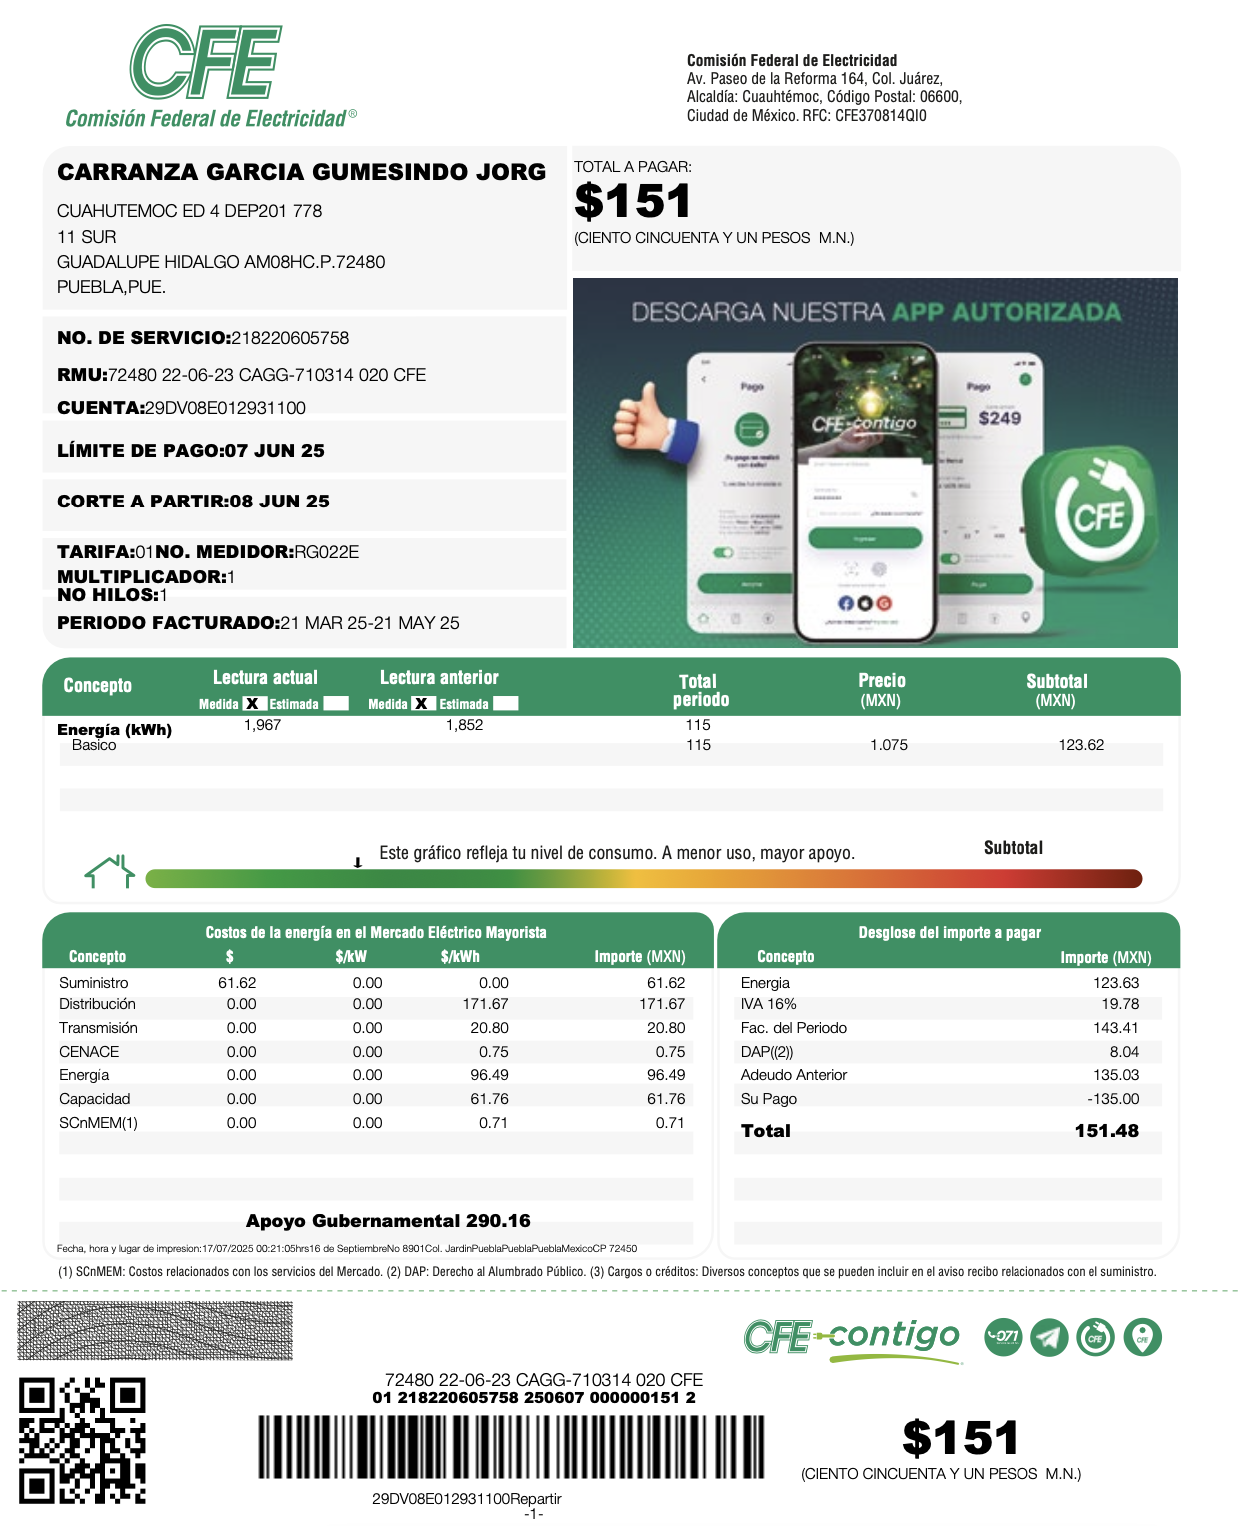 CFE
Comisión Federal de Electricidad®
Comisión Federal de Electricidad
Av. Paseo de la Reforma 164, Col. Juárez,
Alcaldía: Cuauhtémoc, Código Postal: 06600,
Ciudad de México. RFC: CFE370814QI0
CARRANZA GARCIA GUMESINDO JORG
CUAHUTEMOC ED 4 DEP201 778
11 SUR
GUADALUPE HIDALGO AM08HC.P.72480
PUEBLA,PUE.
TOTAL A PAGAR:
$151
(CIENTO CINCUENTA Y UN PESOS M.N.)
NO. DE SERVICIO:218220605758
RMU:72480 22-06-23 CAGG-710314 020 CFE
CUENTA:29DV08E012931100
LÍMITE DE PAGO:07 JUN 25
CORTE A PARTIR:08 JUN 25
TARIFA:01NO. MEDIDOR:RG022E
MULTIPLICADOR:1
NO HILOS:1
PERIODO FACTURADO:21 MAR 25-21 MAY 25
DESCARGA NUESTRA APP AUTORIZADA
Pago
CFE contigo
Pago
$249
CFE
Concepto Lectura actual Lectura anterior Total periodo Precio (MXN) Subtotal (MXN)
Medida X Estimada Medida X Estimada
Energía (kWh) 1,967 1,852 115
Basico 115 1.075 123.62
Este gráfico refleja tu nivel de consumo. A menor uso, mayor apoyo.
Subtotal
Costos de la energía en el Mercado Eléctrico Mayorista
Concepto $ $/kW $/kWh Importe (MXN)
Suministro 61.62 0.00 0.00 61.62
Distribución 0.00 0.00 171.67 171.67
Transmisión 0.00 0.00 20.80 20.80
CENACE 0.00 0.00 0.75 0.75
Energía 0.00 0.00 96.49 96.49
Capacidad 0.00 0.00 61.76 61.76
SCnMEM(1) 0.00 0.00 0.71 0.71
Apoyo Gubernamental 290.16
Fecha, hora y lugar de impresion:17/07/2025 00:21:05hrs16 de SeptiembreNo 8901Col. JardinPueblaPueblaPueblaMexicoCP 72450
Desglose del importe a pagar
Concepto Importe (MXN)
Energia 123.63
IVA 16% 19.78
Fac. del Periodo 143.41
DAP((2)) 8.04
Adeudo Anterior 135.03
Su Pago -135.00
Total 151.48
(1) SCnMEM: Costos relacionados con los servicios del Mercado. (2) DAP: Derecho al Alumbrado Público. (3) Cargos o créditos: Diversos conceptos que se pueden incluir en el aviso recibo relacionados con el suministro.
CFE contigo
071
CFE
CFE
72480 22-06-23 CAGG-710314 020 CFE
01 218220605758 250607 000000151 2
29DV08E012931100Repartir
-1-
$151
(CIENTO CINCUENTA Y UN PESOS M.N.)